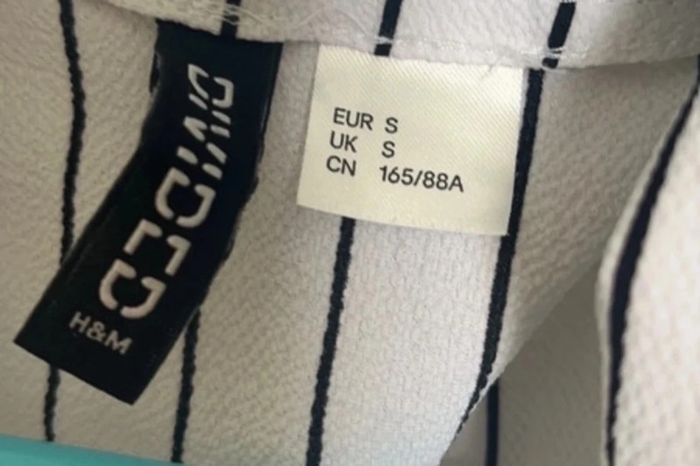 DIVIDED
H&M
EUR S
UK S
CN 165/88A